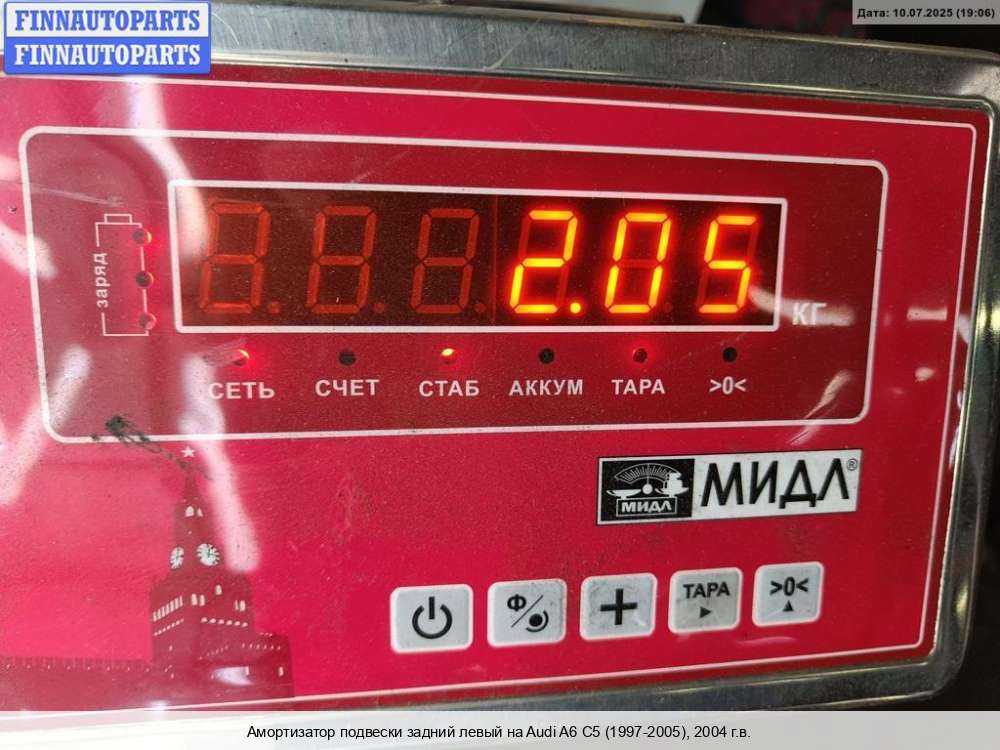 FINNAUTOPARTS
FINNAUTOPARTS
Дата: 10.07.2025 (19:06)
заряд
2.05
КГ
СЕТЬ СЧЕТ СТАБ АККУМ ТАРА >0<
МИДЛ МИДЛ®
Ф/ + ТАРА >0<
Амортизатор подвески задний левый на Audi A6 C5 (1997-2005), 2004 г.в.